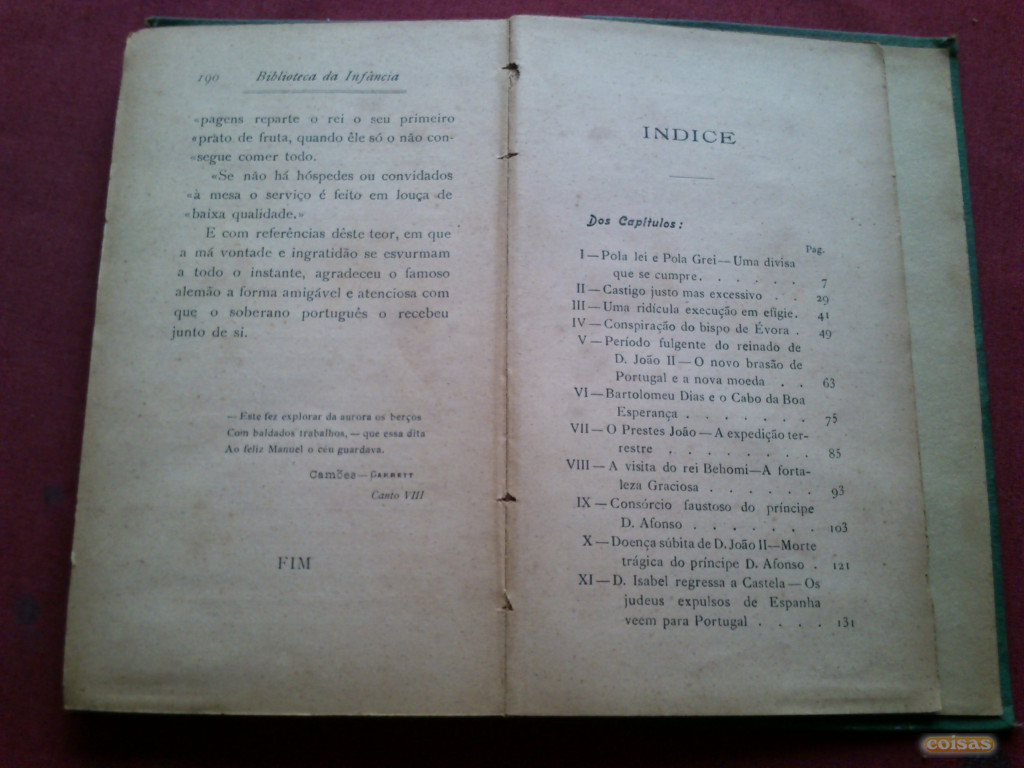 190 Biblioteca da Infância
«pagens reparte o rei o seu primeiro
«prato de fruta, quando êle só o não con-
«segue comer todo.
«Se não há hóspedes ou convidados
«à mesa o serviço é feito em louça de
«baixa qualidade.»
E com referências dêste teor, em que
a má vontade e ingratidão se esvurmam
a todo o instante, agradeceu o famoso
alemão a forma amigável e atenciosa com
que o soberano português o recebeu
junto de si.
— Este fez explorar da aurora os berços
Com baldados trabalhos, — que essa dita
Ao feliz Manuel o céu guardava.
Camões — GARRETT
Canto VIII
FIM
INDICE
Dos Capítulos:
Pag.
I — Pola lei e Pola Grei — Uma divisa
que se cumpre. . . . . . 7
II — Castigo justo mas excessivo . . 29
III — Uma ridícula execução em efígie. 41
IV — Conspiração do bispo de Évora . 49
V — Período fulgente do reinado de
D. João II — O novo brasão de
Portugal e a nova moeda . . 63
VI — Bartolomeu Dias e o Cabo da Boa
Esperança . . . . . . . 75
VII — O Prestes João — A expedição ter-
restre . . . . . . . . 85
VIII — A visita do rei Behomi — A forta-
leza Graciosa . . . . . . 93
IX — Consórcio faustoso do príncipe
D. Afonso . . . . . . . 103
X — Doença súbita de D. João II — Morte
trágica do príncipe D. Afonso . 121
XI — D. Isabel regressa a Castela — Os
judeus expulsos de Espanha
veem para Portugal . . . . 131
coisas